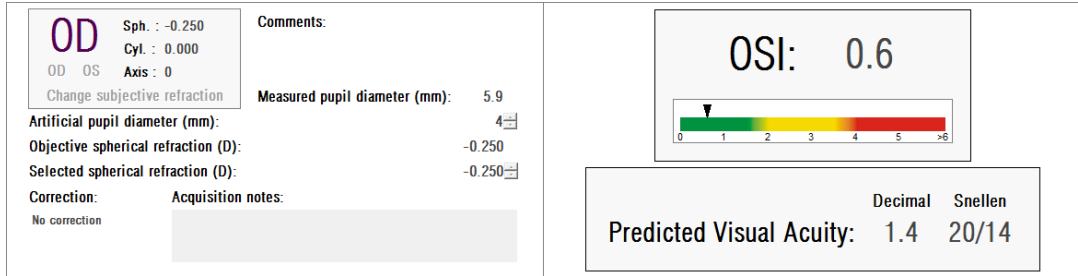 OD
Sph. : -0.250
Cyl. : 0.000
Axis : 0
OD OS
Change subjective refraction
Comments:
Measured pupil diameter (mm): 5.9
Artificial pupil diameter (mm): 4
Objective spherical refraction (D): -0.250
Selected spherical refraction (D): -0.250
Correction: Acquisition notes:
No correction
OSI: 0.6
0 1 2 3 4 5 >6
Decimal Snellen
Predicted Visual Acuity: 1.4 20/14